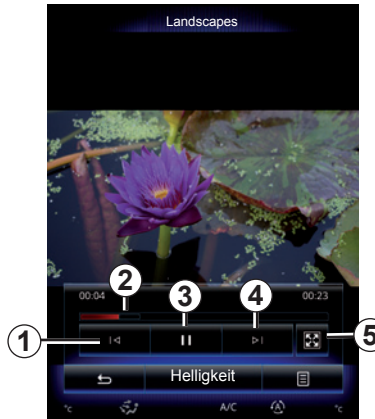 Landscapes
00:04 2 3 4 00:23
1 5
Helligkeit
°C A/C A °C